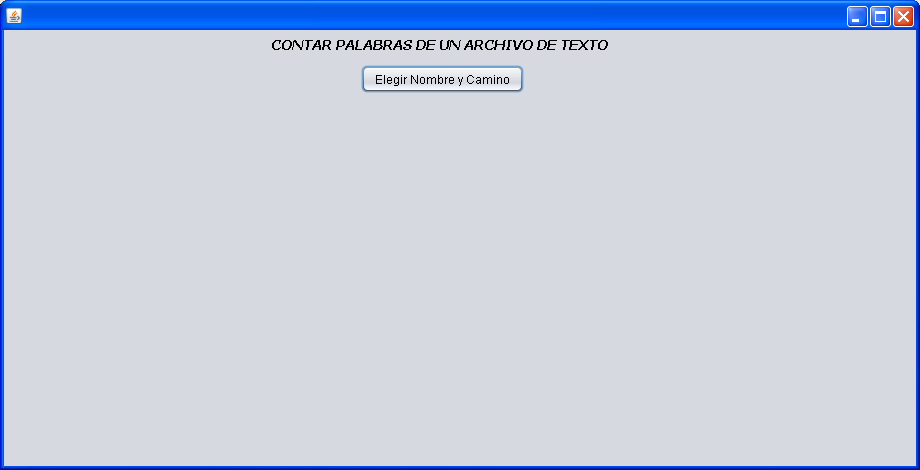 CONTAR PALABRAS DE UN ARCHIVO DE TEXTO
Elegir Nombre y Camino